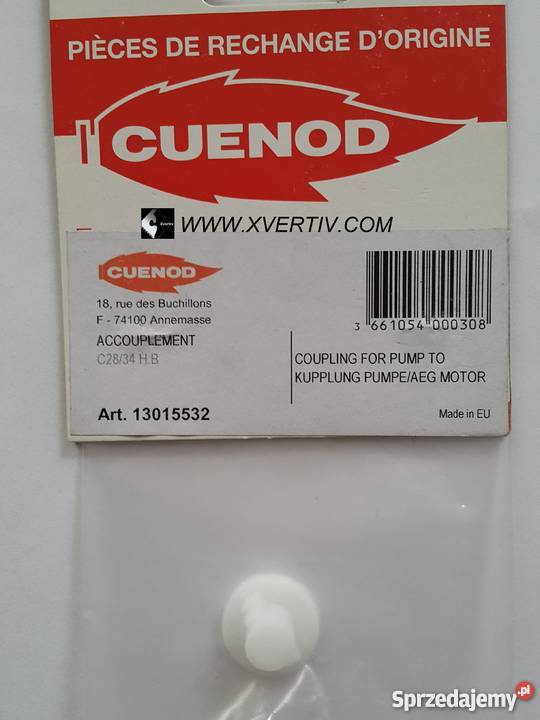 PIÈCES DE RECHANGE D'ORIGINE
CUENOD
Xvertiv
WWW.XVERTIV.COM
CUENOD
18, rue des Buchillons
F - 74100 Annemasse
ACCOUPLEMENT
C28/34 H.B
3 661054 000308
COUPLING FOR PUMP TO
KUPPLUNG PUMPE/AEG MOTOR
Art. 13015532
Made in EU
Sprzedajemy.pl